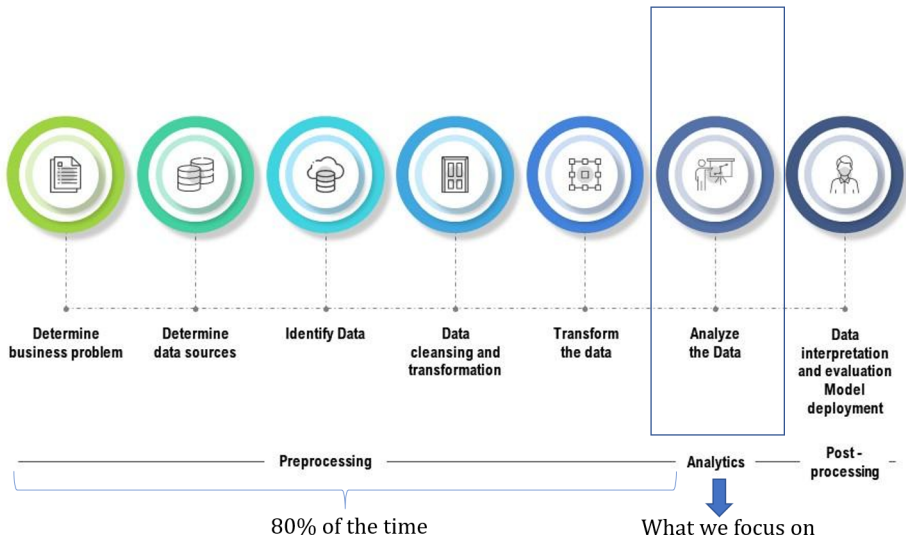 Determine
business problem
Determine
data sources
Identify Data
Data
cleansing and
transformation
Transform
the data
Analyze
the Data
Data
interpretation
and evaluation
Model
deployment
Preprocessing
Analytics
Post -
processing
80% of the time
What we focus on